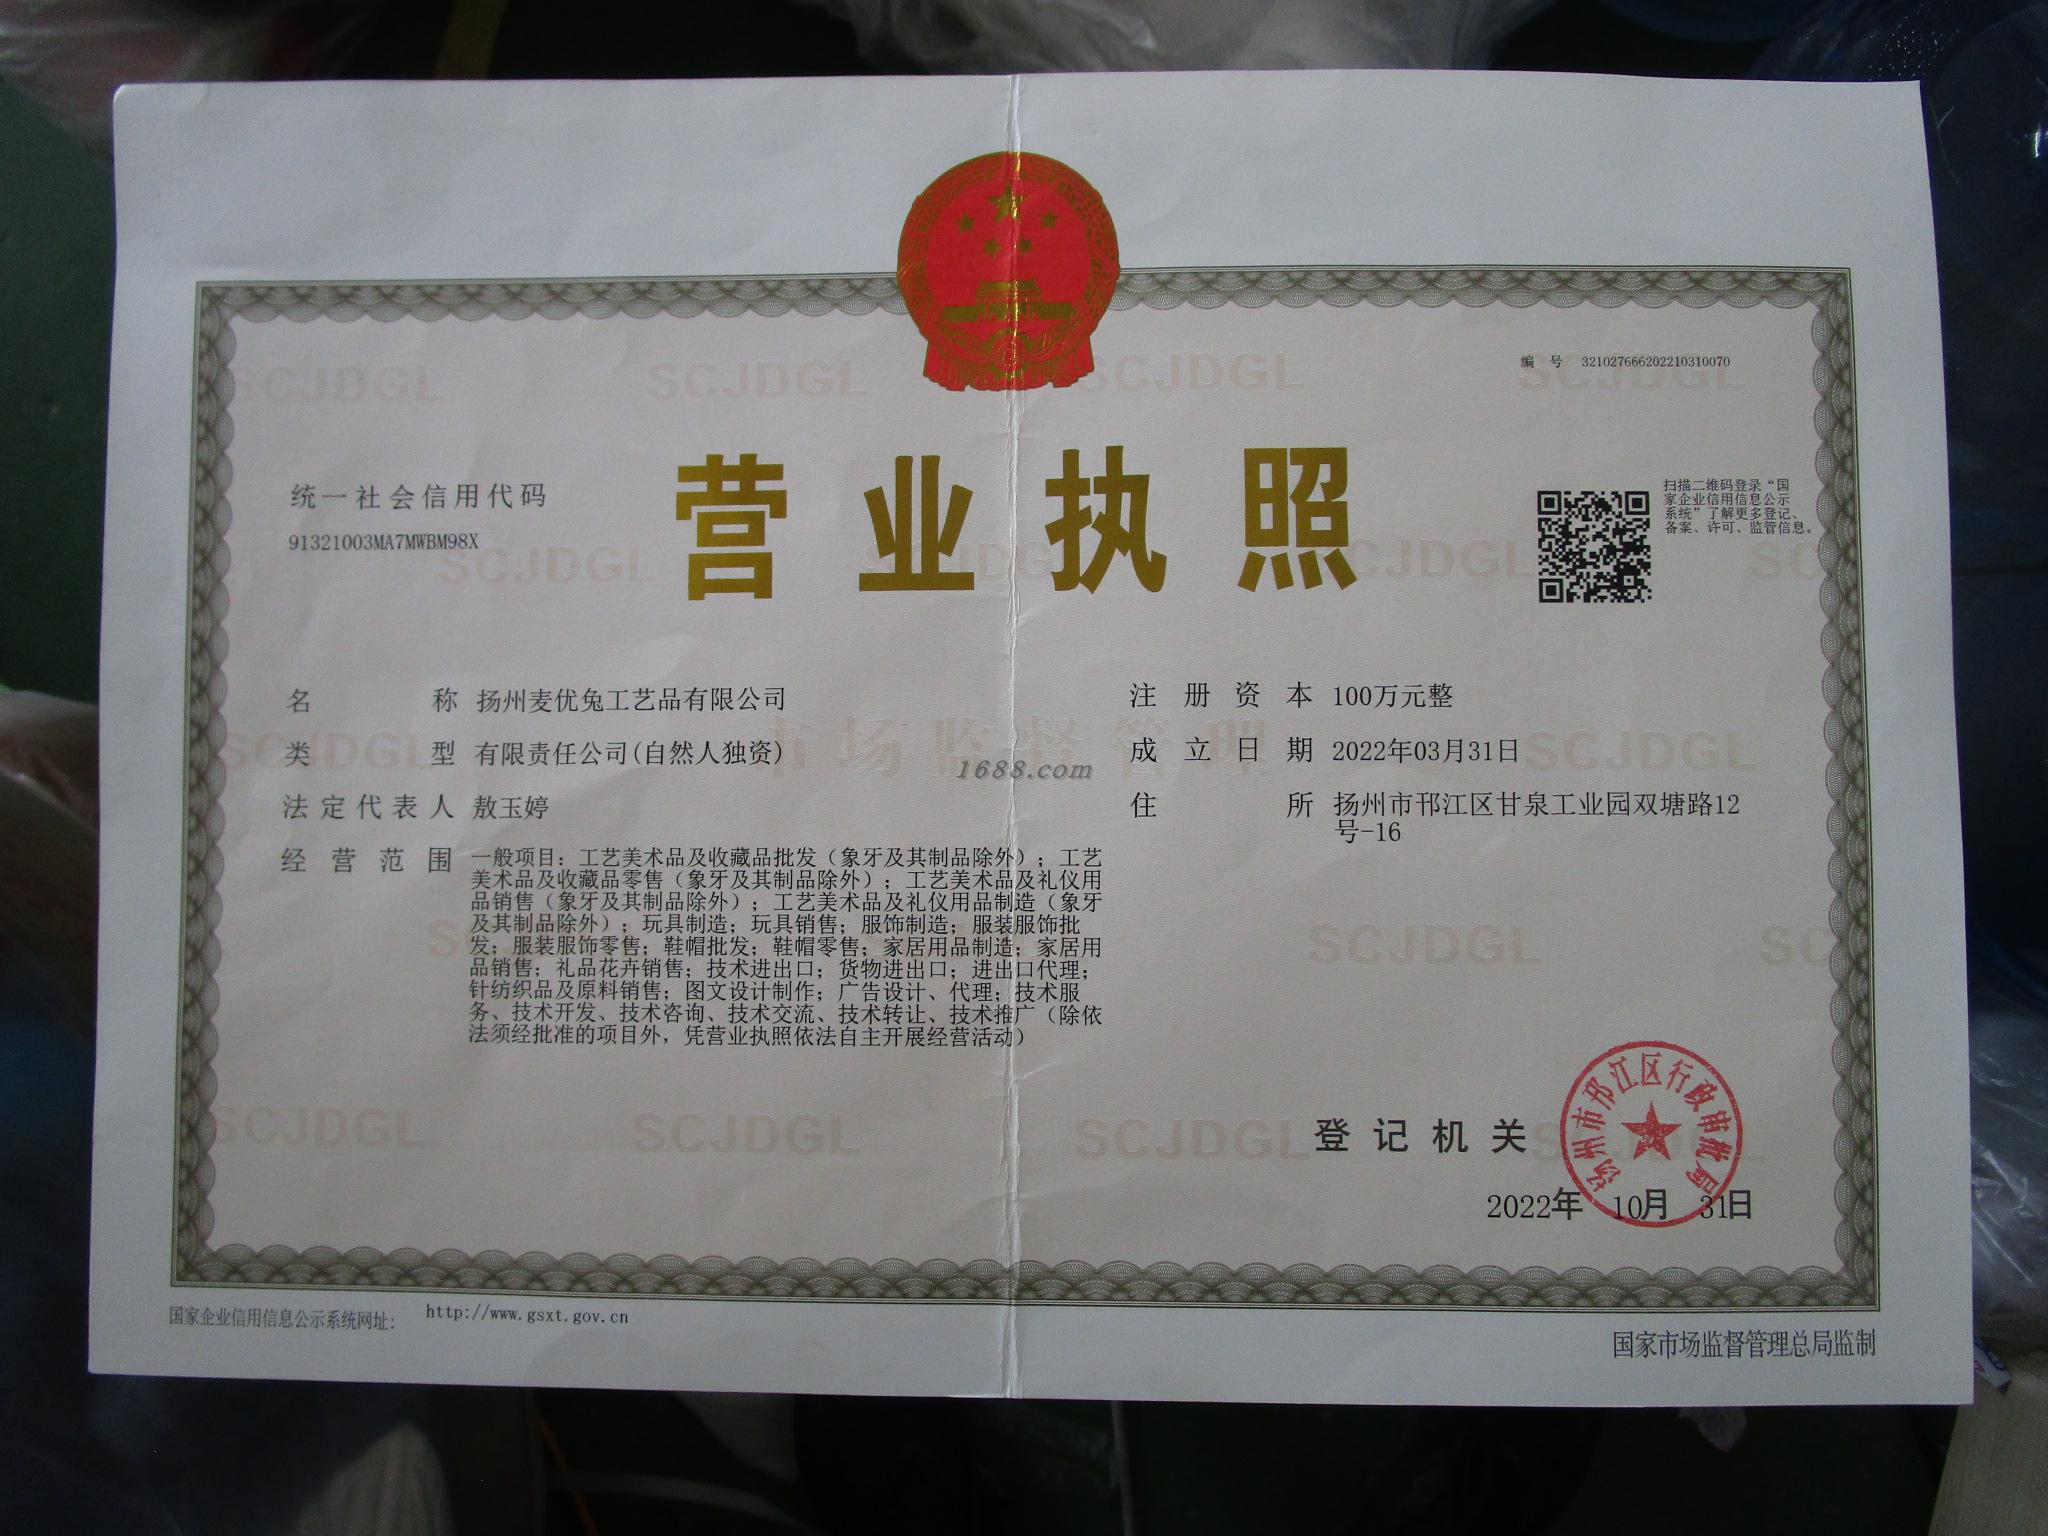 编 号 321027666202210310070
统一社会信用代码
91321003MA7MWBM98X
营业执照
扫描二维码登录“国
家企业信用信息公示
系统”了解更多登记、
备案、许可、监管信息。
名称 扬州麦优兔工艺品有限公司
类型 有限责任公司(自然人独资)
法定代表人 敖玉婷
经营范围 一般项目：工艺美术品及收藏品批发（象牙及其制品除外）；工艺
美术品及收藏品零售（象牙及其制品除外）；工艺美术品及礼仪用
品销售（象牙及其制品除外）；工艺美术品及礼仪用品制造（象牙
及其制品除外）；玩具制造；玩具销售；服饰制造；服装服饰批
发；服装服饰零售；鞋帽批发；鞋帽零售；家居用品制造；家居用
品销售；礼品花卉销售；技术进出口；货物进出口；进出口代理；
针纺织品及原料销售；图文设计制作；广告设计、代理；技术服
务、技术开发、技术咨询、技术交流、技术转让、技术推广（除依
法须经批准的项目外，凭营业执照依法自主开展经营活动）
注册资本 100万元整
成立日期 2022年03月31日
住所 扬州市邗江区甘泉工业园双塘路12
号-16
市场监督管理
1688.com
SCJDGL
登记机关
扬州市邗江区行政审批局
2022年 10月 31日
国家企业信用信息公示系统网址： http://www.gsxt.gov.cn
国家市场监督管理总局监制